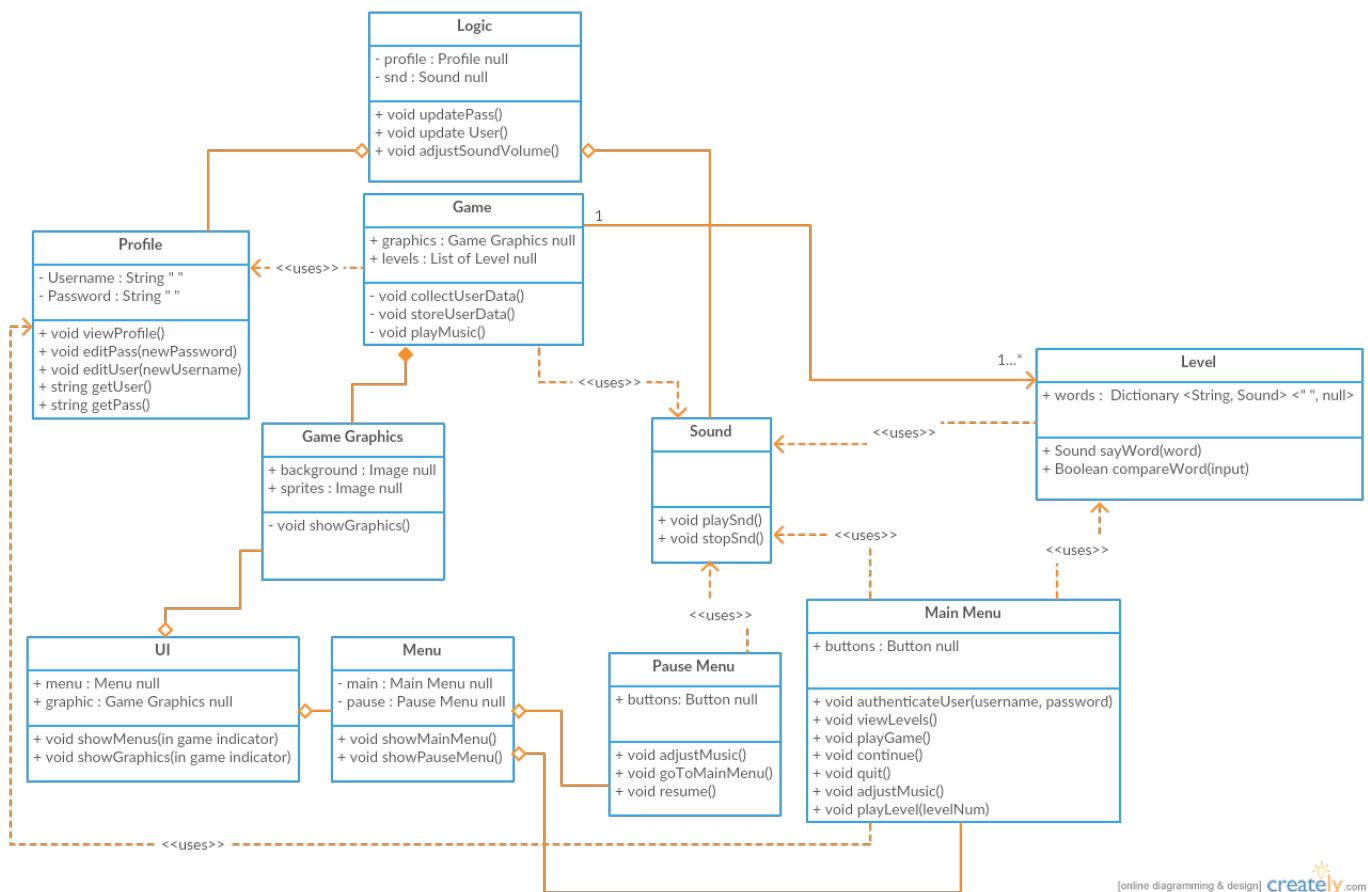 Logic
- profile : Profile null
- snd : Sound null
+ void updatePass()
+ void update User()
+ void adjustSoundVolume()
Game
+ graphics : Game Graphics null
+ levels : List of Level null
- void collectUserData()
- void storeUserData()
- void playMusic()
1
1...*
Profile
- Username : String " "
- Password : String " "
+ void viewProfile()
+ void editPass(newPassword)
+ void editUser(newUsername)
+ string getUser()
+ string getPass()
<<uses>>
<<uses>>
Level
+ words : Dictionary <String, Sound> <" ", null>
+ Sound sayWord(word)
+ Boolean compareWord(input)
Game Graphics
+ background : Image null
+ sprites : Image null
- void showGraphics()
Sound
+ void playSnd()
+ void stopSnd()
<<uses>>
<<uses>>
<<uses>>
<<uses>>
UI
+ menu : Menu null
+ graphic : Game Graphics null
+ void showMenus(in game indicator)
+ void showGraphics(in game indicator)
Menu
- main : Main Menu null
- pause : Pause Menu null
+ void showMainMenu()
+ void showPauseMenu()
Pause Menu
+ buttons: Button null
+ void adjustMusic()
+ void goToMainMenu()
+ void resume()
Main Menu
+ buttons : Button null
+ void authenticateUser(username, password)
+ void viewLevels()
+ void playGame()
+ void continue()
+ void quit()
+ void adjustMusic()
+ void playLevel(levelNum)
<<uses>>
[online diagramming & design] creately.com